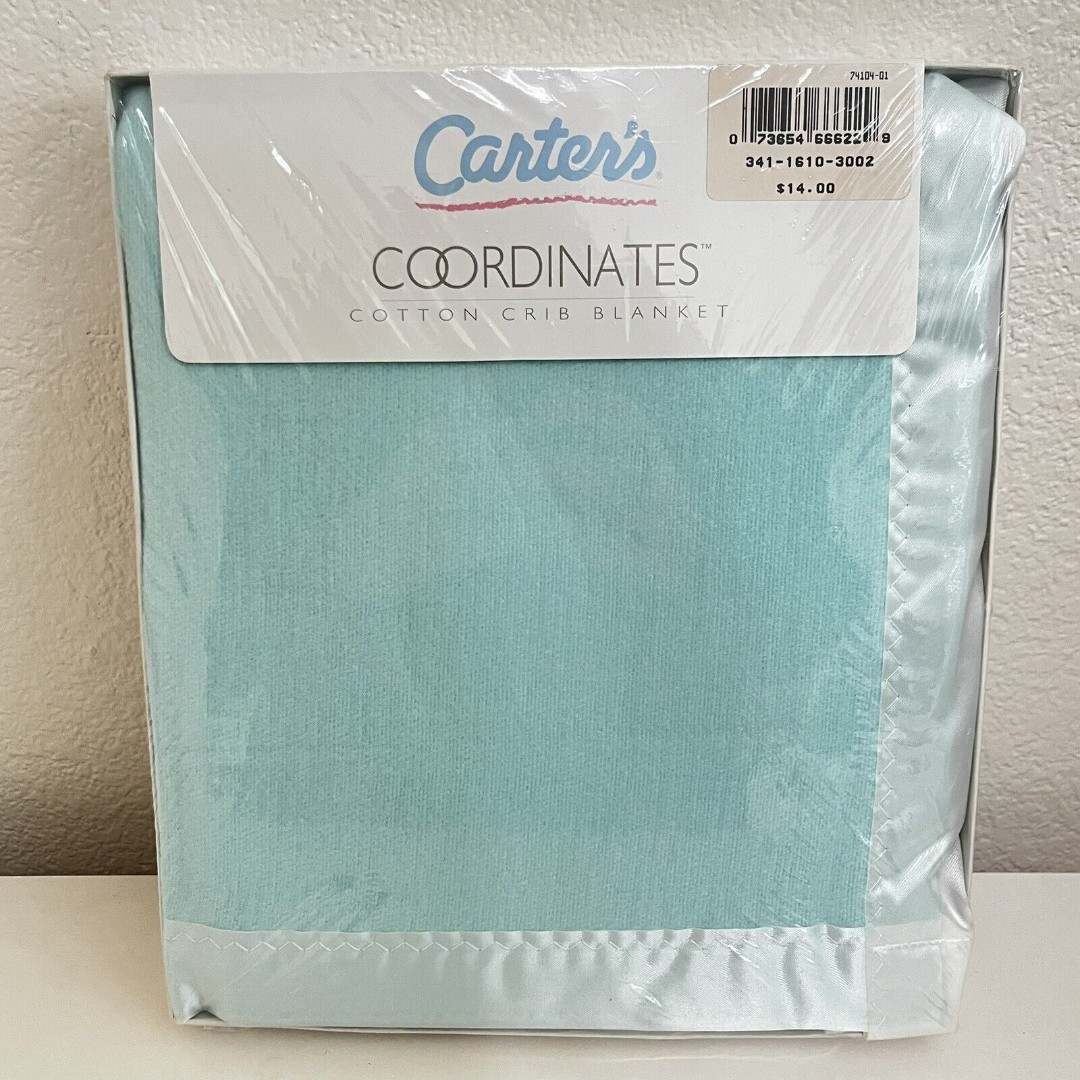 74104-01
0 73654 66622 9
341-1610-3002
$14.00
Carter's
COORDINATES™
COTTON CRIB BLANKET